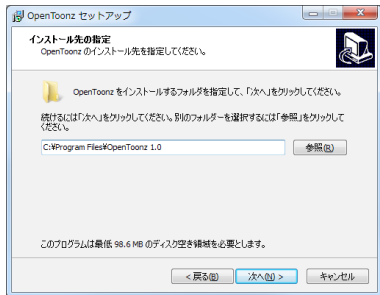 OpenToonz セットアップ
インストール先の指定
OpenToonz のインストール先を指定してください。
OpenToonz をインストールするフォルダを指定して、「次へ」をクリックしてください。
続けるには「次へ」をクリックしてください。別のフォルダーを選択するには「参照」をクリックして
ください。
C:¥Program Files¥OpenToonz 1.0
参照(R)
このプログラムは最低 98.6 MB のディスク空き領域を必要とします。
< 戻る(B)
次へ(N) >
キャンセル